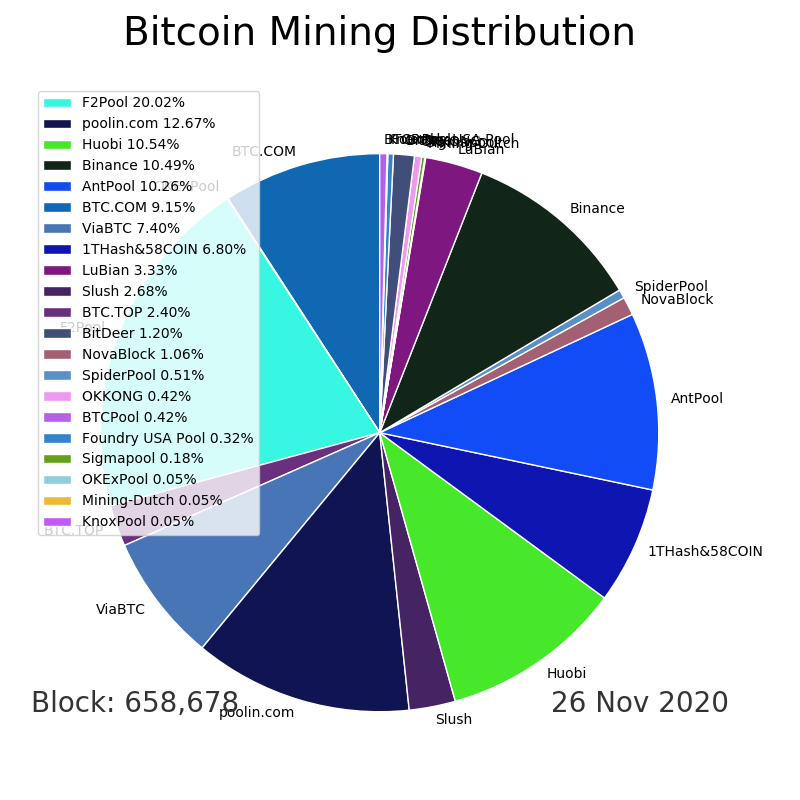 Bitcoin Mining Distribution
F2Pool 20.02%
poolin.com 12.67%
Huobi 10.54%
Binance 10.49%
AntPool 10.26%
BTC.COM 9.15%
ViaBTC 7.40%
1THash&58COIN 6.80%
LuBian 3.33%
Slush 2.68%
BTC.TOP 2.40%
BitDeer 1.20%
NovaBlock 1.06%
SpiderPool 0.51%
OKKONG 0.42%
BTCPool 0.42%
Foundry USA Pool 0.32%
Sigmapool 0.18%
OKExPool 0.05%
Mining-Dutch 0.05%
KnoxPool 0.05%
BTC.COM
LuBian
Binance
SpiderPool
NovaBlock
F2Pool
AntPool
BTC.TOP
1THash&58COIN
ViaBTC
Huobi
poolin.com
Slush
Block: 658,678
26 Nov 2020